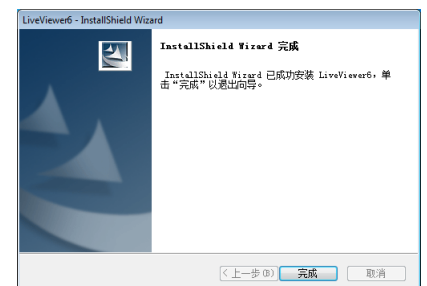 LiveViewer6 - InstallShield Wizard
InstallShield Wizard 完成
InstallShield Wizard 已成功安装 LiveViewer6，单
击“完成”以退出向导。
<上一步(B) 完成 取消